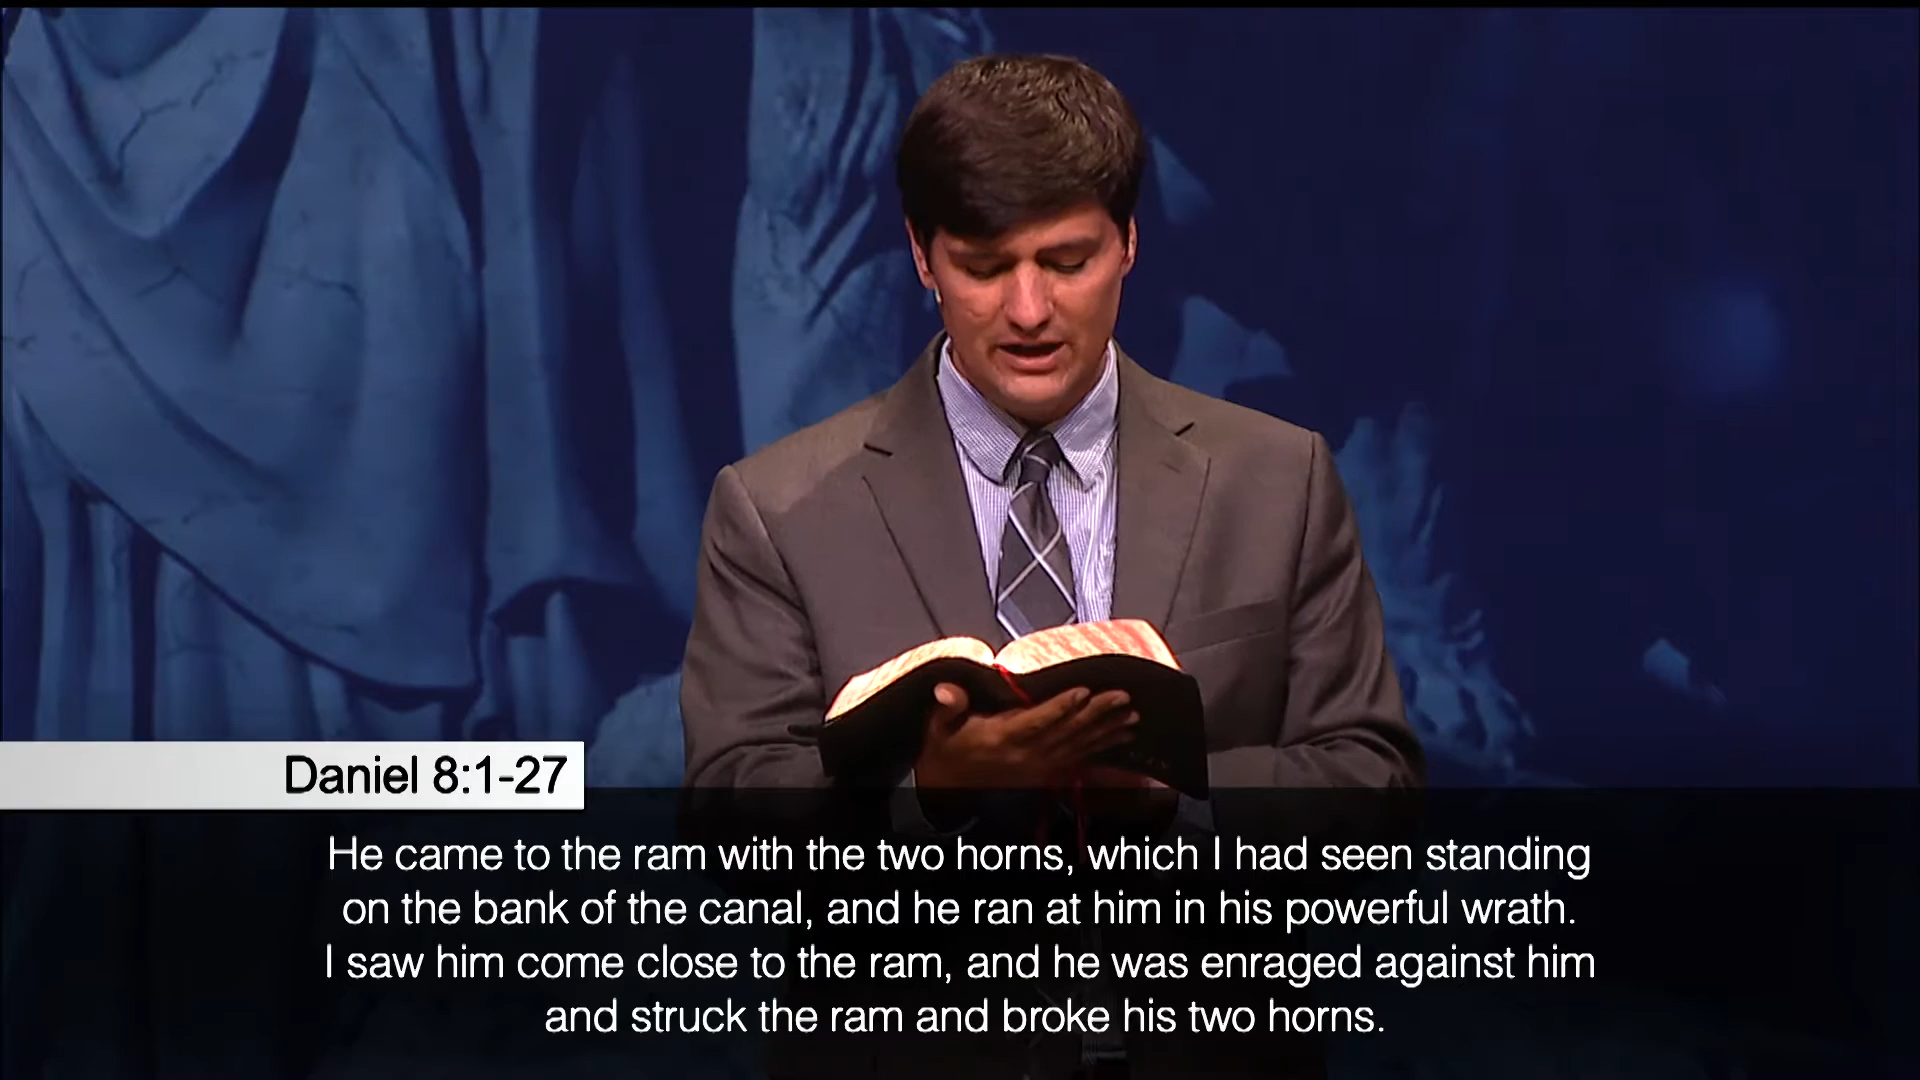 Daniel 8:1-27
He came to the ram with the two horns, which I had seen standing
on the bank of the canal, and he ran at him in his powerful wrath.
I saw him come close to the ram, and he was enraged against him
and struck the ram and broke his two horns.